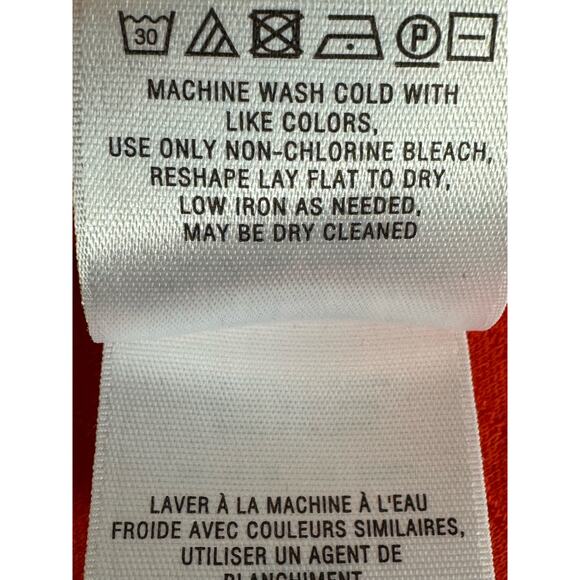 30
P
MACHINE WASH COLD WITH
LIKE COLORS,
USE ONLY NON-CHLORINE BLEACH,
RESHAPE LAY FLAT TO DRY,
LOW IRON AS NEEDED,
MAY BE DRY CLEANED
LAVER À LA MACHINE À L'EAU
FROIDE AVEC COULEURS SIMILAIRES,
UTILISER UN AGENT DE
BLANCHIMENT